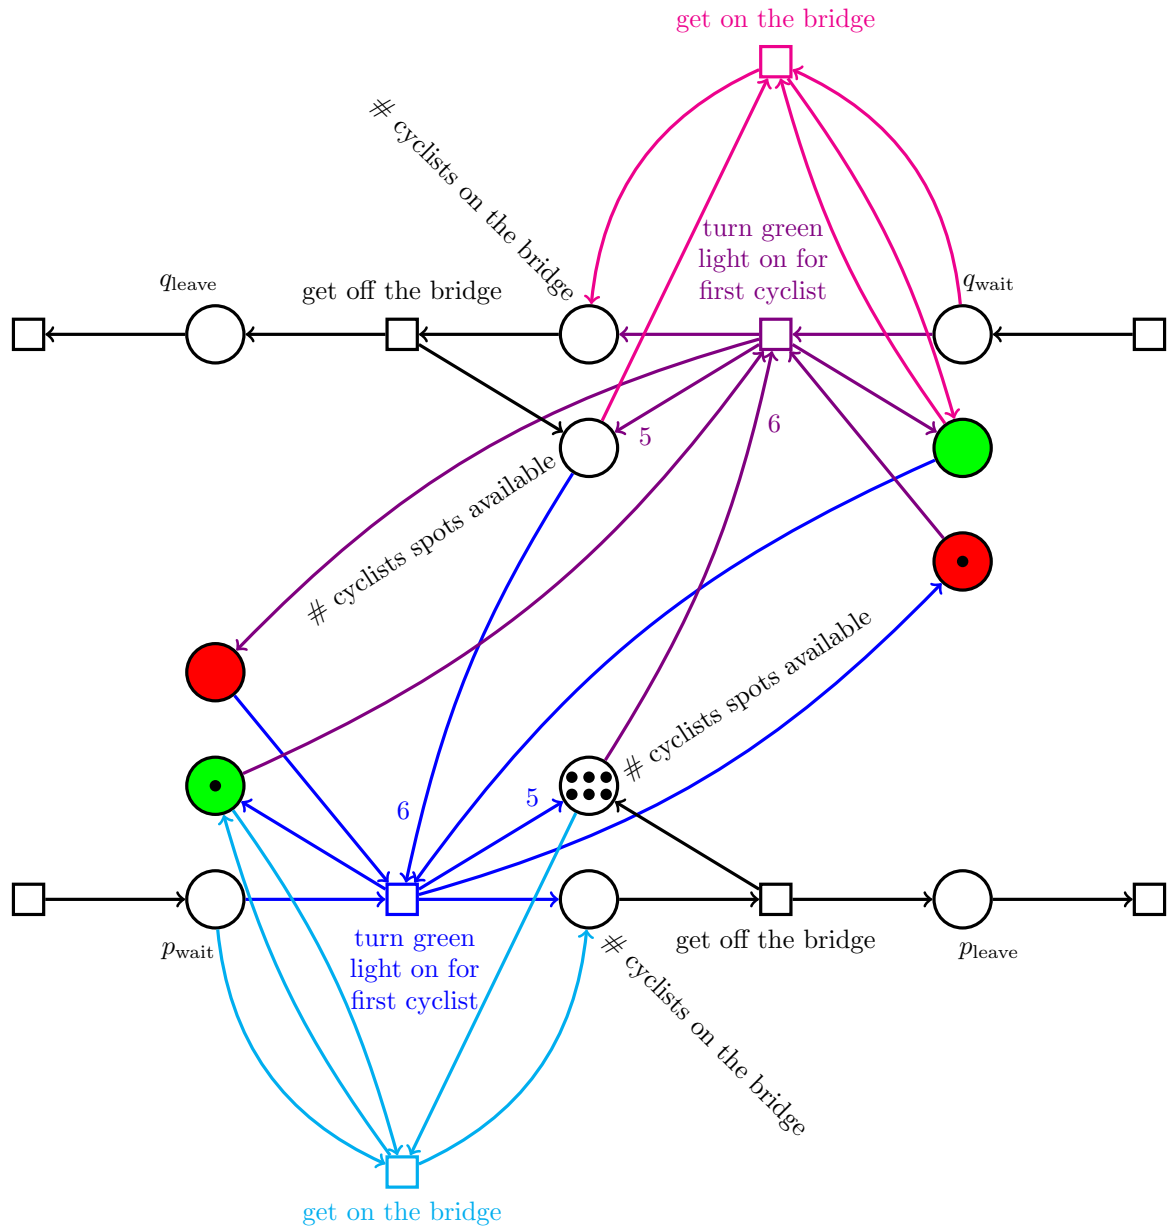 get on the bridge
# cyclists on the bridge
turn green
light on for
first cyclist
q_leave
get off the bridge
q_wait
5
6
# cyclists spots available
# cyclists spots available
6
5
p_wait
turn green
light on for
first cyclist
# cyclists on the bridge
get off the bridge
p_leave
get on the bridge